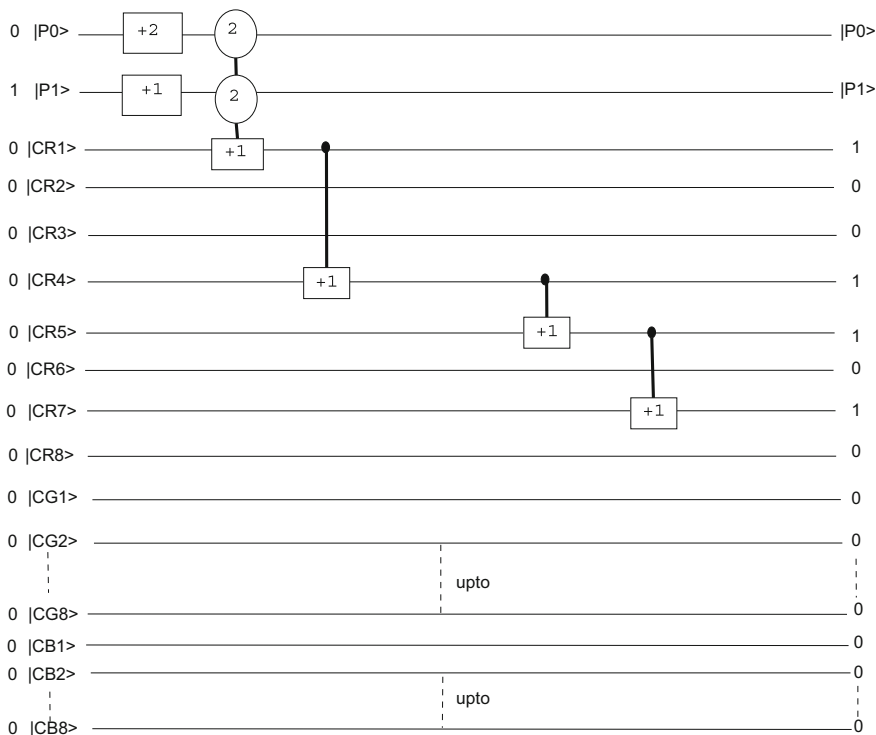 0 |P0> +2 2 |P0>
1 |P1> +1 2 |P1>
0 |CR1> +1 1
0 |CR2> 0
0 |CR3> 0
0 |CR4> +1 1
0 |CR5> +1 1
0 |CR6> 0
0 |CR7> +1 1
0 |CR8> 0
0 |CG1> 0
0 |CG2> 0
upto
0 |CG8> 0
0 |CB1> 0
0 |CB2> 0
upto
0 |CB8> 0